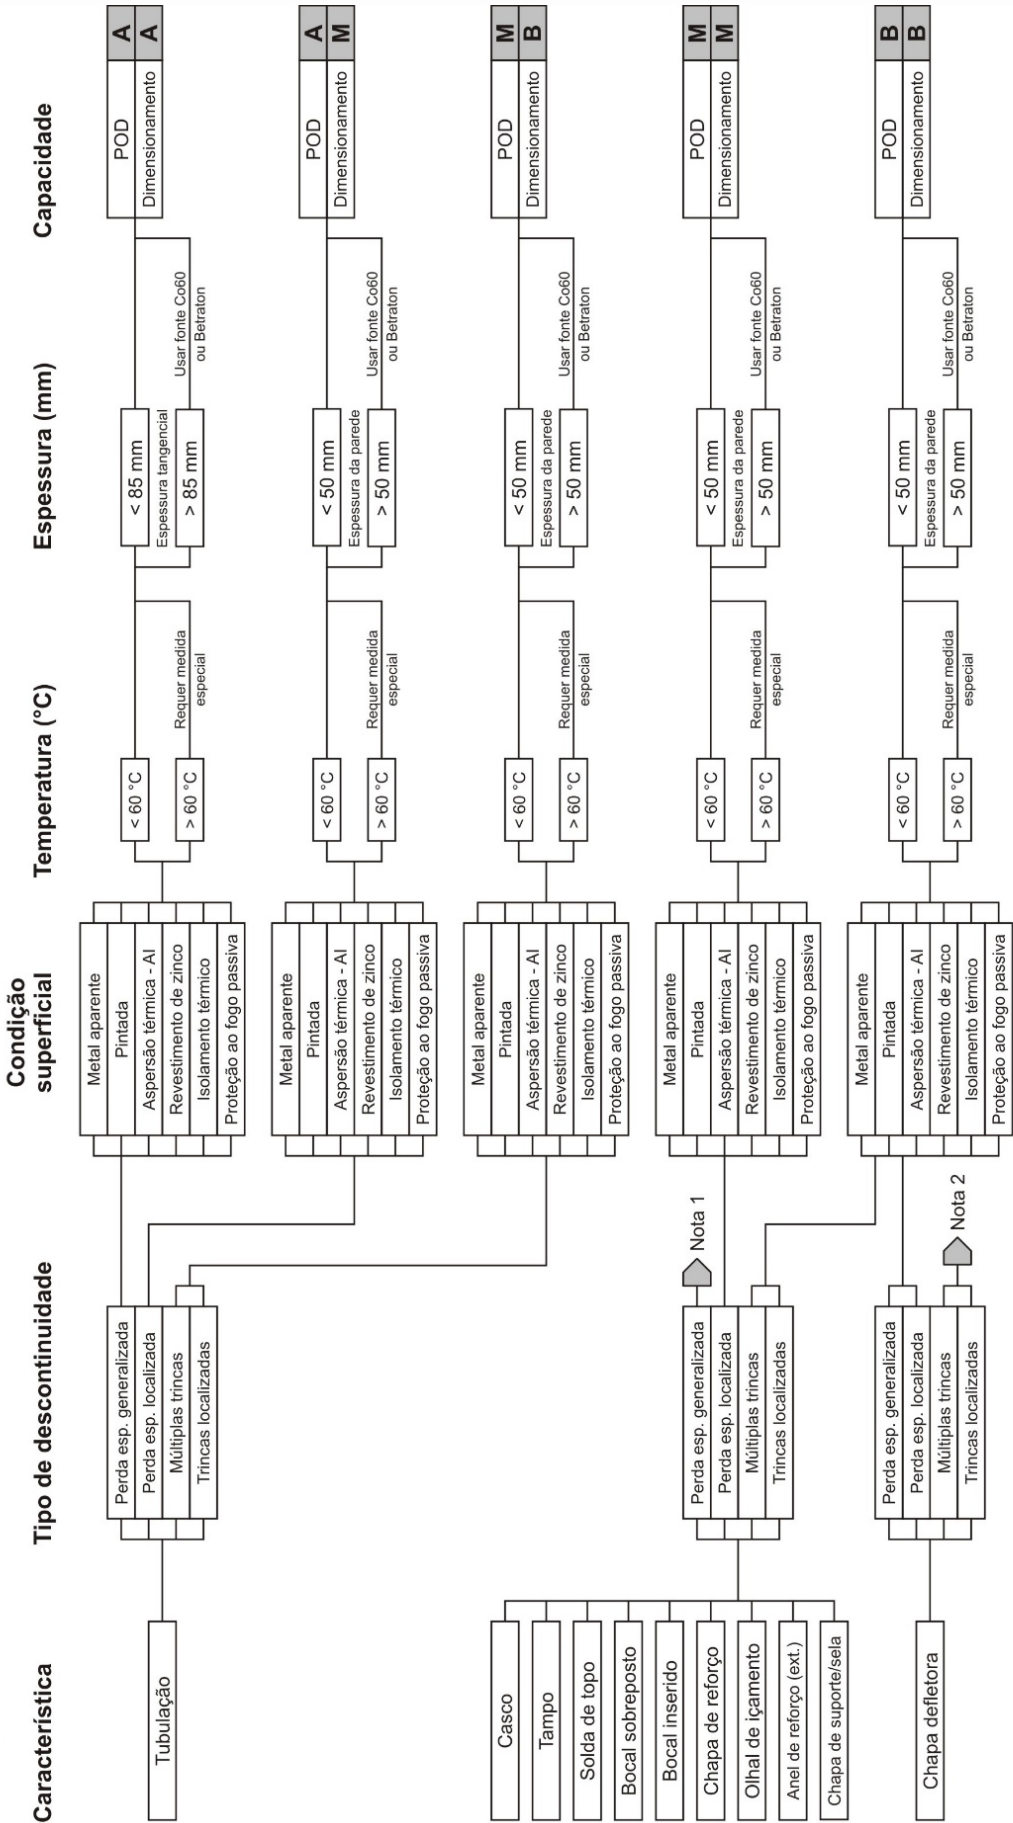 Característica
Tipo de descontinuidade
Condição
superficial
Temperatura (°C)
Espessura (mm)
Capacidade
Tubulação
Perda esp. generalizada
Perda esp. localizada
Múltiplas trincas
Trincas localizadas
Metal aparente
Pintada
Aspersão térmica - Al
Revestimento de zinco
Isolamento térmico
Proteção ao fogo passiva
< 60 °C
> 60 °C
Requer medida
especial
< 85 mm
Espessura tangencial
> 85 mm
Usar fonte Co60
ou Betraton
POD
A
Dimensionamento
A
Metal aparente
Pintada
Aspersão térmica - Al
Revestimento de zinco
Isolamento térmico
Proteção ao fogo passiva
< 60 °C
> 60 °C
Requer medida
especial
< 50 mm
Espessura da parede
> 50 mm
Usar fonte Co60
ou Betraton
POD
A
Dimensionamento
M
Metal aparente
Pintada
Aspersão térmica - Al
Revestimento de zinco
Isolamento térmico
Proteção ao fogo passiva
< 60 °C
> 60 °C
Requer medida
especial
< 50 mm
Espessura da parede
> 50 mm
Usar fonte Co60
ou Betraton
POD
M
Dimensionamento
B
Casco
Tampo
Solda de topo
Bocal sobreposto
Bocal inserido
Chapa de reforço
Olhal de içamento
Anel de reforço (ext.)
Chapa de suporte/sela
Perda esp. generalizada
Perda esp. localizada
Múltiplas trincas
Trincas localizadas
Nota 1
Metal aparente
Pintada
Aspersão térmica - Al
Revestimento de zinco
Isolamento térmico
Proteção ao fogo passiva
< 60 °C
> 60 °C
Requer medida
especial
< 50 mm
Espessura da parede
> 50 mm
Usar fonte Co60
ou Betraton
POD
M
Dimensionamento
M
Chapa defletora
Perda esp. generalizada
Perda esp. localizada
Múltiplas trincas
Trincas localizadas
Nota 2
Metal aparente
Pintada
Aspersão térmica - Al
Revestimento de zinco
Isolamento térmico
Proteção ao fogo passiva
< 60 °C
> 60 °C
Requer medida
especial
< 50 mm
Espessura da parede
> 50 mm
Usar fonte Co60
ou Betraton
POD
B
Dimensionamento
B